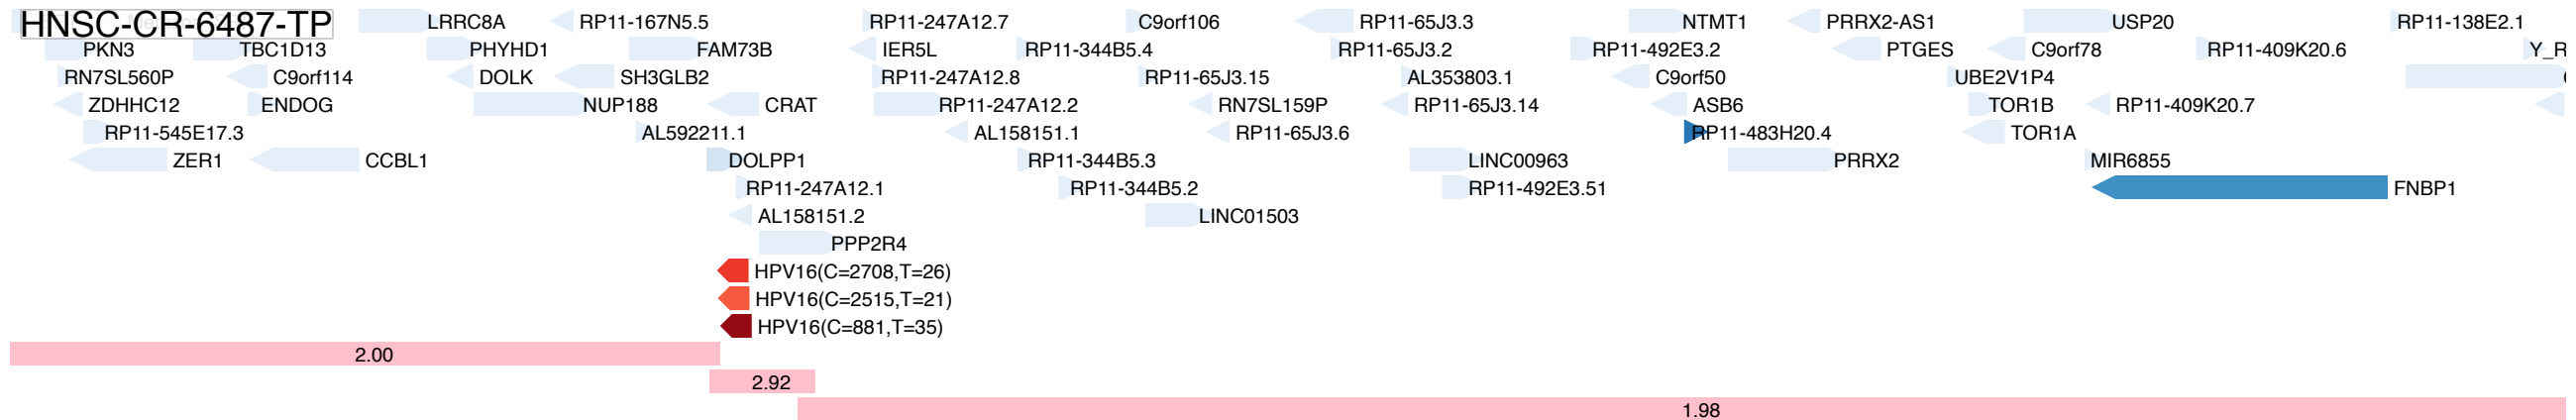 HNSC-CR-6487-TP LRRC8A RP11-167N5.5 RP11-247A12.7 C9orf106 RP11-65J3.3 NTMT1 PRRX2-AS1 USP20 RP11-138E2.1
PKN3 TBC1D13 PHYHD1 FAM73B IER5L RP11-344B5.4 RP11-65J3.2 RP11-492E3.2 PTGES C9orf78 RP11-409K20.6 Y_R
RN7SL560P C9orf114 DOLK SH3GLB2 RP11-247A12.8 RP11-65J3.15 AL353803.1 C9orf50 UBE2V1P4
ZDHHC12 ENDOG NUP188 CRAT RP11-247A12.2 RN7SL159P RP11-65J3.14 ASB6 TOR1B RP11-409K20.7
RP11-545E17.3 AL592211.1 AL158151.1 RP11-65J3.6 RP11-483H20.4 TOR1A
ZER1 CCBL1 DOLPP1 RP11-344B5.3 LINC00963 PRRX2 MIR6855
RP11-247A12.1 RP11-344B5.2 RP11-492E3.51 FNBP1
AL158151.2 LINC01503
PPP2R4
HPV16(C=2708,T=26)
HPV16(C=2515,T=21)
HPV16(C=881,T=35)
2.00
2.92
1.98